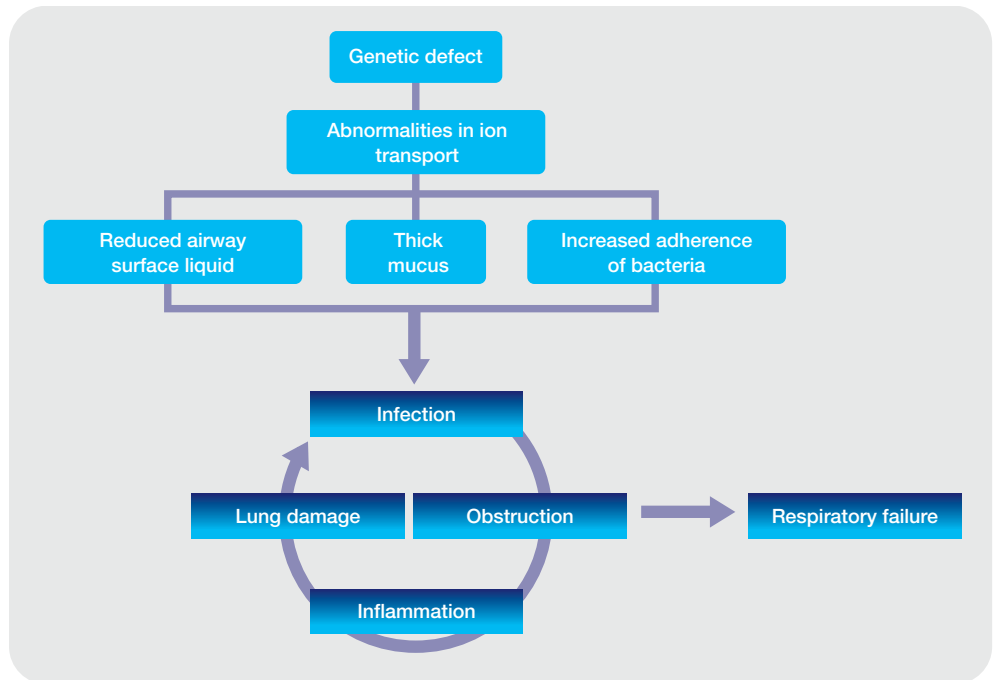 Genetic defect
Abnormalities in ion
transport
Reduced airway
surface liquid
Thick
mucus
Increased adherence
of bacteria
Infection
Lung damage
Obstruction
Respiratory failure
Inflammation